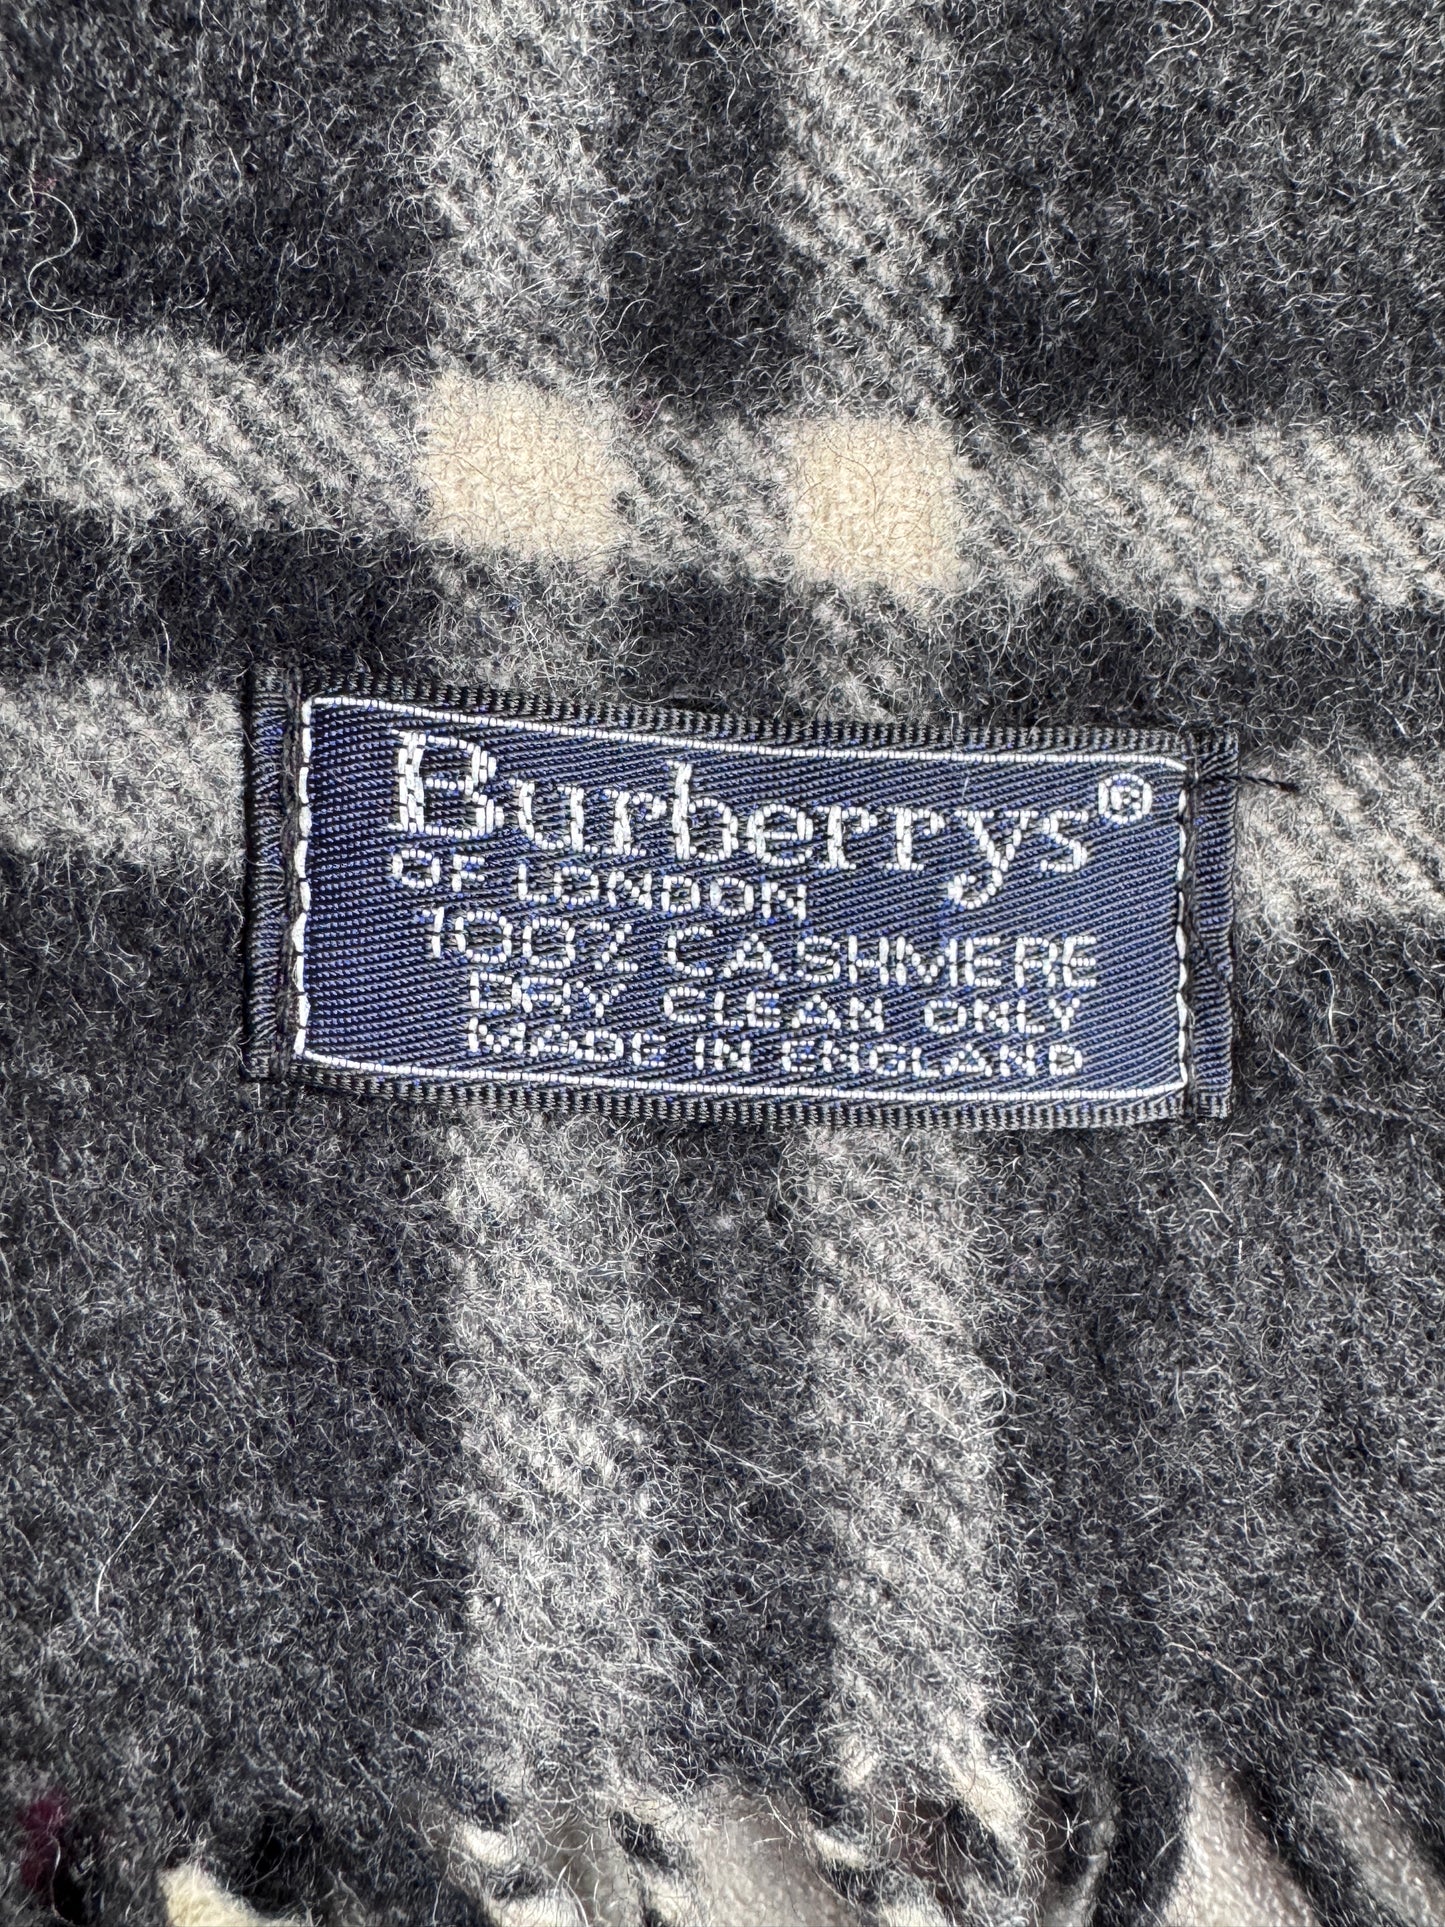 Burberrys®
OF LONDON
100% CASHMERE
DRY CLEAN ONLY
MADE IN ENGLAND